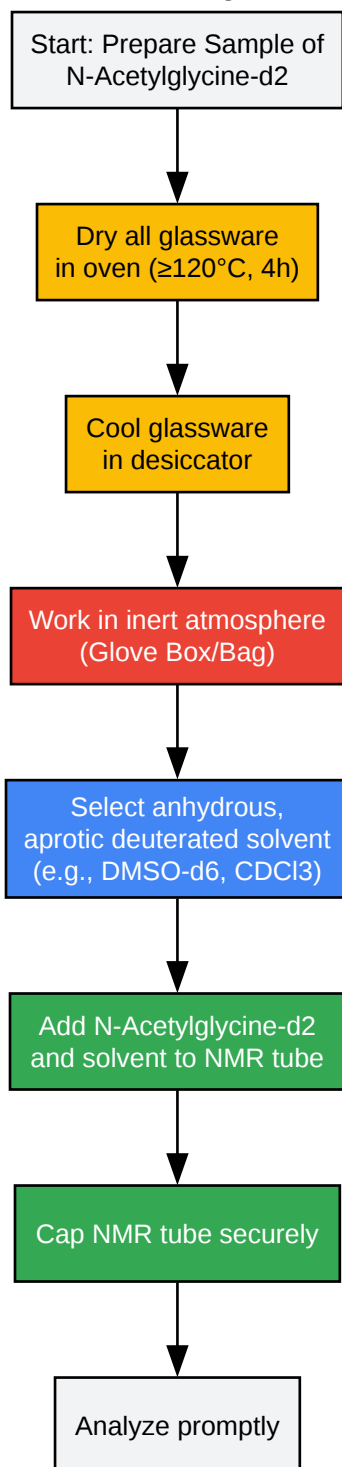 Start: Prepare Sample of
N-Acetylglycine-d2
Dry all glassware
in oven (≥120°C, 4h)
Cool glassware
in desiccator
Work in inert atmosphere
(Glove Box/Bag)
Select anhydrous,
aprotic deuterated solvent
(e.g., DMSO-d6, CDCl3)
Add N-Acetylglycine-d2
and solvent to NMR tube
Cap NMR tube securely
Analyze promptly